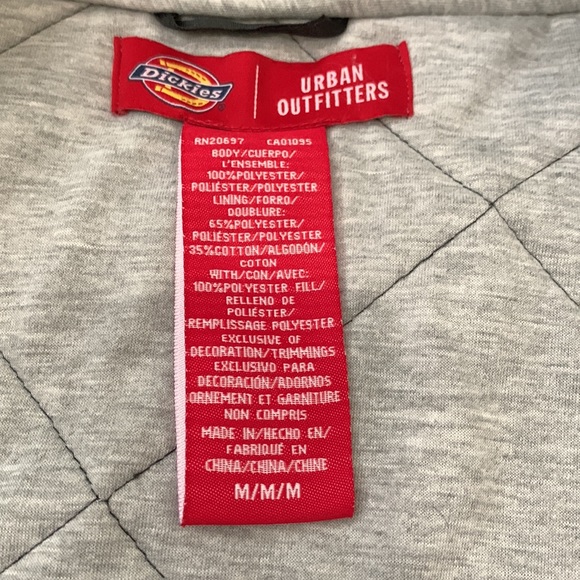 Dickies
URBAN
OUTFITTERS
RN20697 CA01095
BODY/CUERPO/
L'ENSEMBLE:
100%POLYESTER/
POLIÉSTER/POLYESTER
LINING/FORRO/
DOUBLURE:
65%POLYESTER/
POLIÉSTER/POLYESTER
35%COTTON/ALGODÓN/
COTON
WITH/CON/AVEC:
100%POLYESTER FILL/
RELLENO DE
POLIÉSTER/
REMPLISSAGE POLYESTER
EXCLUSIVE OF
DECORATION/TRIMMINGS
EXCLUSIVO PARA
DECORACIÓN/ADORNOS
ORNEMENT ET GARNITURE
NON COMPRIS
MADE IN/HECHO EN/
FABRIQUÉ EN
CHINA/CHINA/CHINE
M/M/M